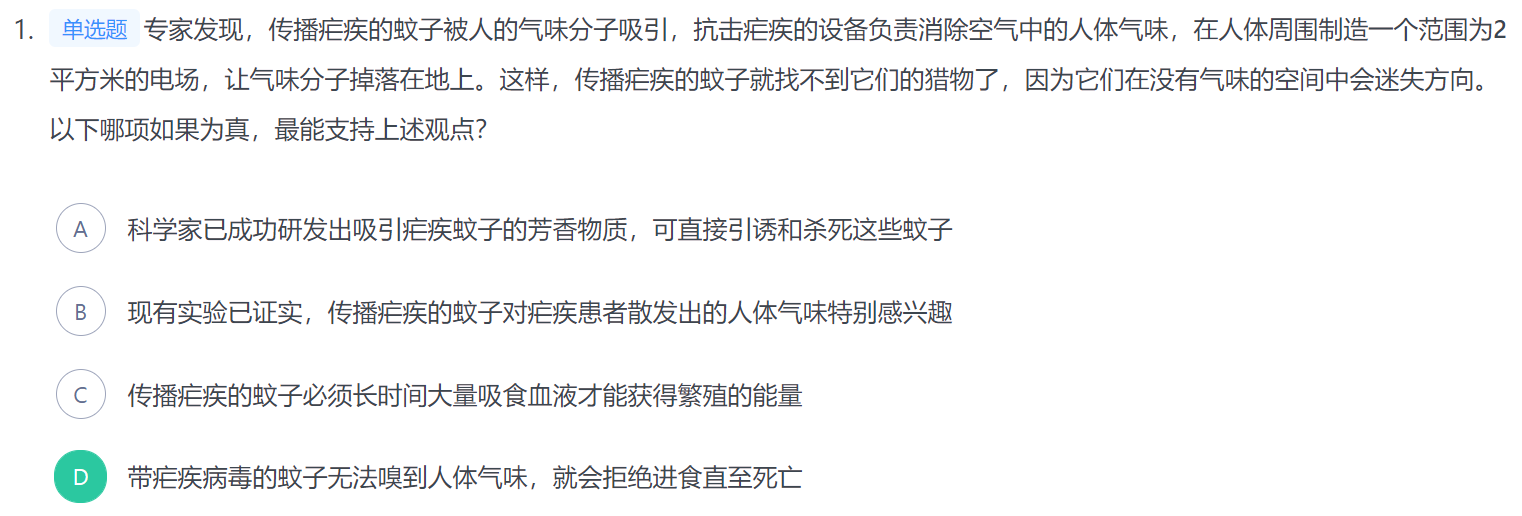 1. 单选题 专家发现，传播疟疾的蚊子被人的气味分子吸引，抗击疟疾的设备负责消除空气中的人体气味，在人体周围制造一个范围为2
平方米的电场，让气味分子掉落在地上。这样，传播疟疾的蚊子就找不到它们的猎物了，因为它们在没有气味的空间中会迷失方向。
以下哪项如果为真，最能支持上述观点？
A 科学家已成功研发出吸引疟疾蚊子的芳香物质，可直接引诱和杀死这些蚊子
B 现有实验已证实，传播疟疾的蚊子对疟疾患者散发出的人体气味特别感兴趣
C 传播疟疾的蚊子必须长时间大量吸食血液才能获得繁殖的能量
D 带疟疾病毒的蚊子无法嗅到人体气味，就会拒绝进食直至死亡